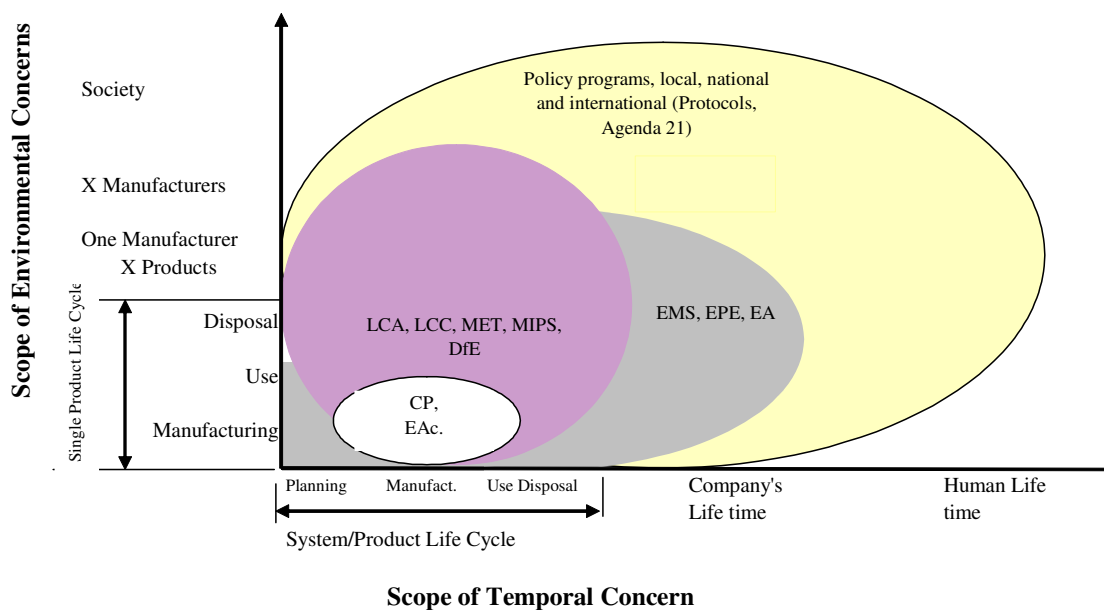 Scope of Environmental Concerns
Society
X Manufacturers
One Manufacturer
X Products
Single Product Life Cycle
Disposal
Use
Manufacturing
Policy programs, local, national
and international (Protocols,
Agenda 21)
LCA, LCC, MET, MIPS,
DfE
EMS, EPE, EA
CP,
EAc.
Planning
Manufact.
Use Disposal
Company's
Life time
Human Life
time
System/Product Life Cycle
Scope of Temporal Concern